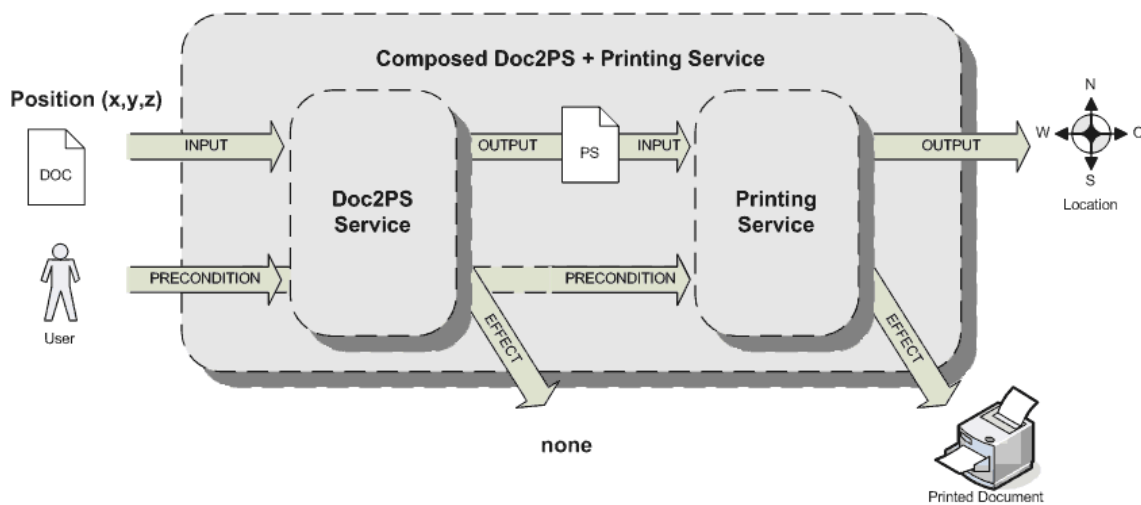 Composed Doc2PS + Printing Service
Position (x,y,z)
DOC
INPUT
OUTPUT
PS
INPUT
OUTPUT
N
W
O
S
Location
Doc2PS
Service
Printing
Service
User
PRECONDITION
PRECONDITION
EFFECT
EFFECT
none
Printed Document